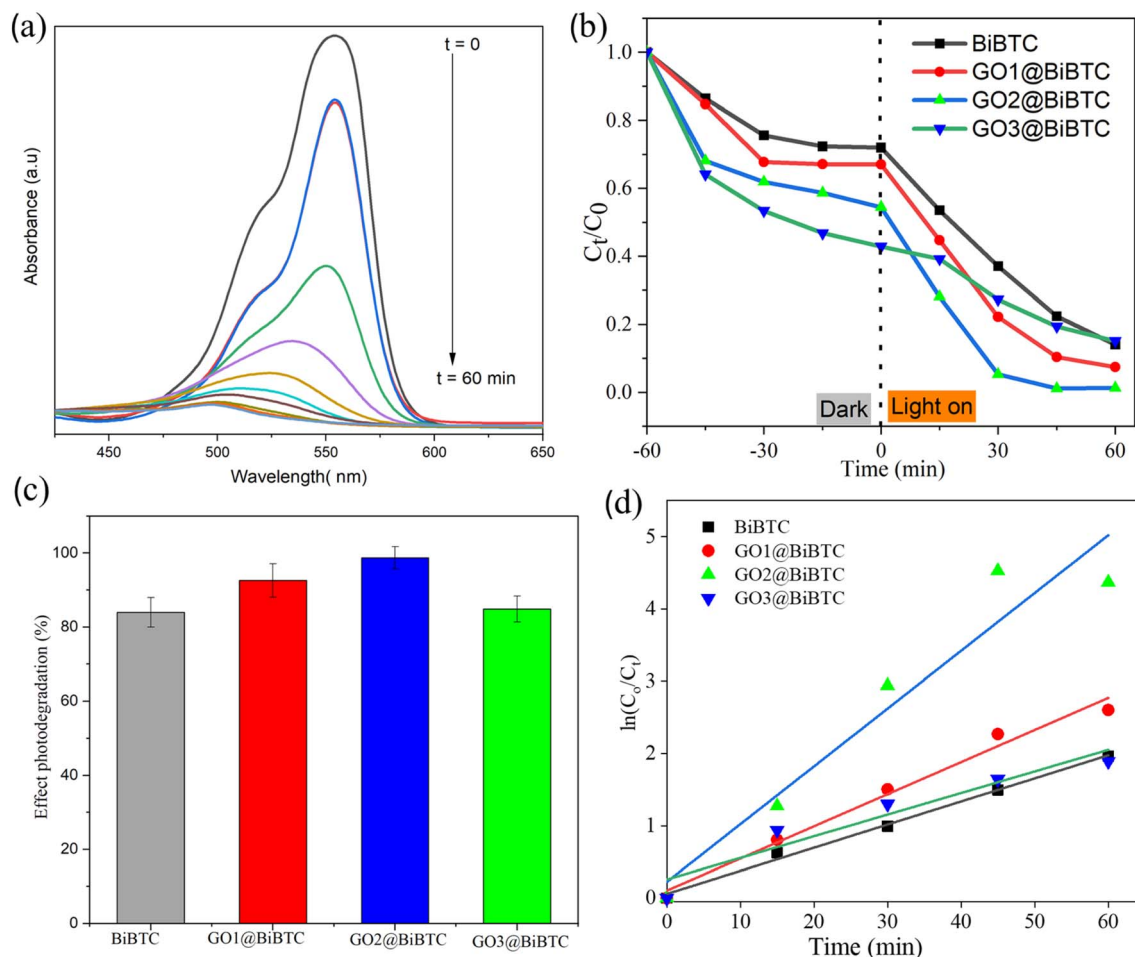 (a)
t = 0
t = 60 min
Absorbance (a.u)
500
550
600
650
Wavelength( nm)
(b)
BiBTC
GO1@BiBTC
GO2@BiBTC
GO3@BiBTC
Ct/C0
1.0
0.8
0.6
0.4
0.2
0.0
Dark
Light on
-60
-30
0
30
60
Time (min)
(c)
Effect photodegradation (%)
100
80
60
40
20
0
BiBTC
GO1@BiBTC
GO2@BiBTC
GO3@BiBTC
(d)
BiBTC
GO1@BiBTC
GO2@BiBTC
GO3@BiBTC
ln(Co/Ct)
5
4
3
2
1
0
0
10
20
30
40
50
60
Time (min)